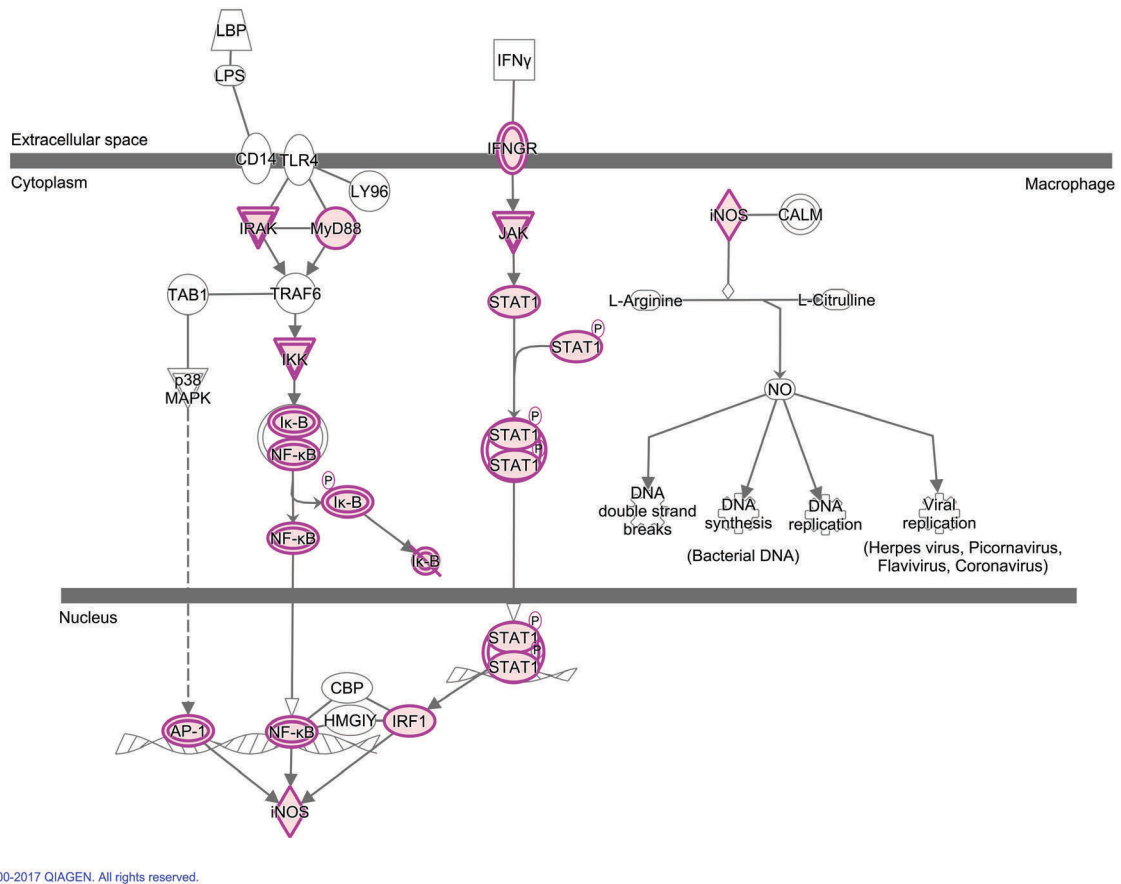 LBP
LPS
IFNγ
Extracellular space
CD14
TLR4
IFNGR
Cytoplasm
Macrophage
LY96
IRAK
MyD88
JAK
iNOS
CALM
TAB1
TRAF6
STAT1
L-Arginine
L-Citrulline
P
STAT1
IKK
p38
MAPK
NO
P
Iκ-B
STAT1
P
NF-κB
STAT1
P
Iκ-B
DNA
double strand
breaks
DNA
synthesis
DNA
replication
Viral
replication
(Bacterial DNA)
(Herpes virus, Picornavirus,
Flavivirus, Coronavirus)
NF-κB
Iκ-B
Nucleus
P
STAT1
P
STAT1
CBP
HMGIY
IRF1
AP-1
NF-κB
iNOS
00-2017 QIAGEN. All rights reserved.